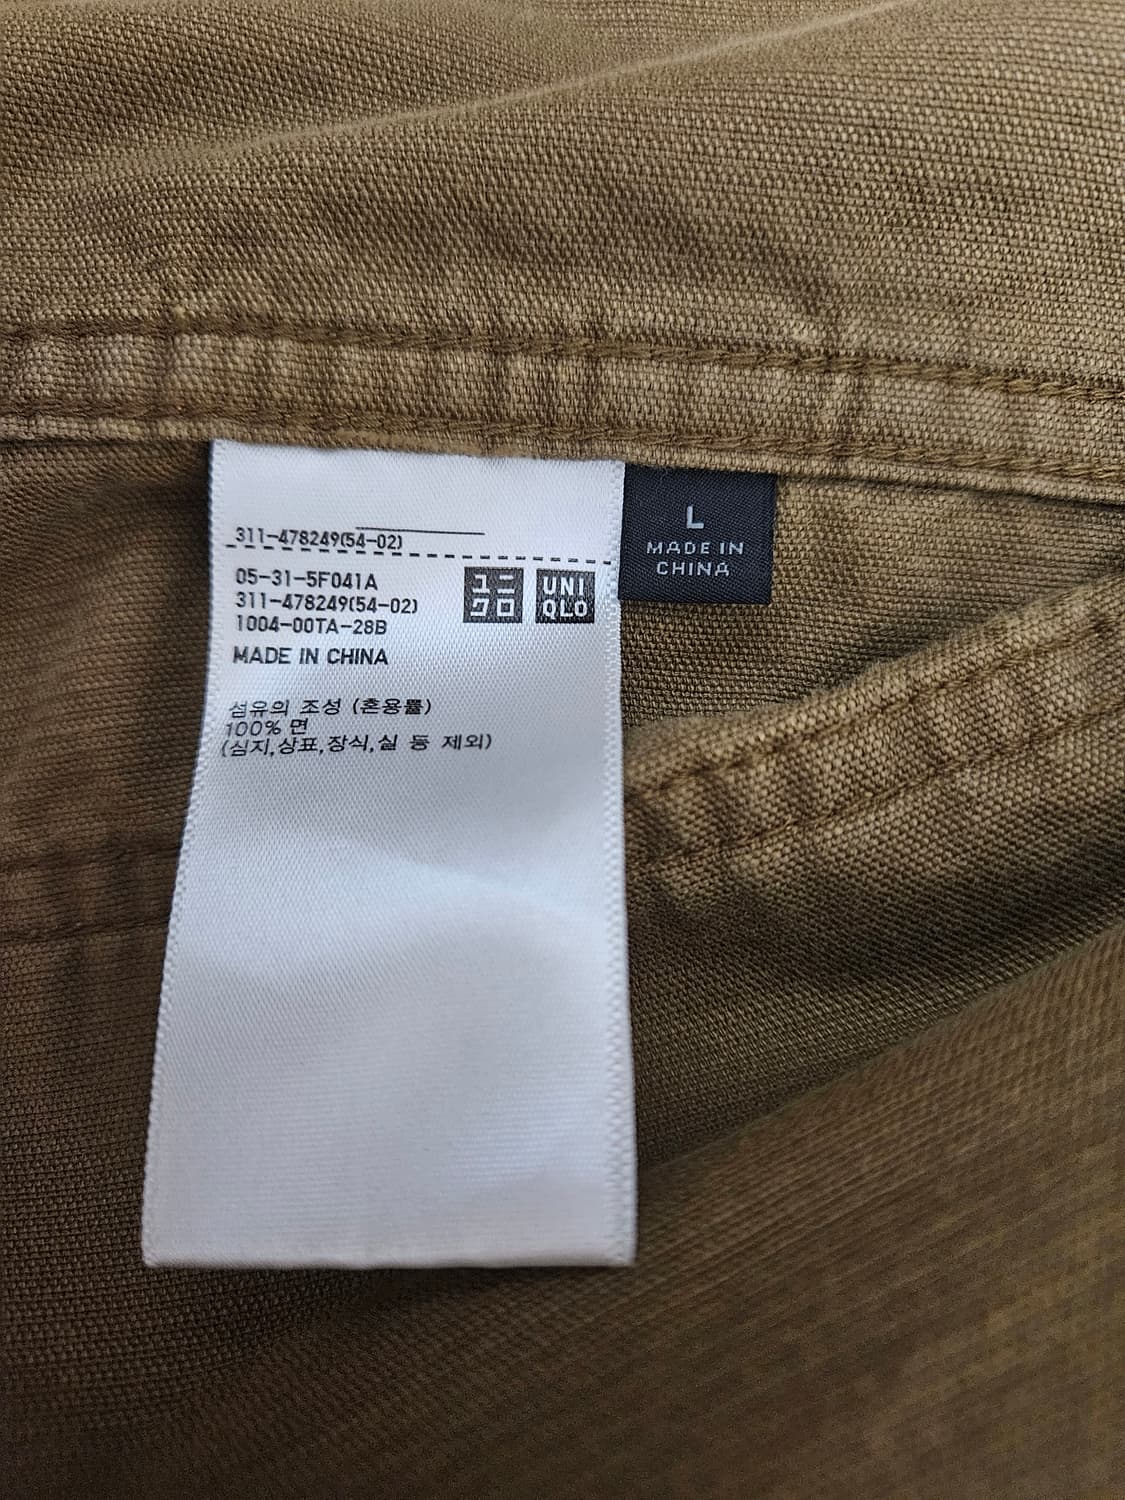 311-478249(54-02)
05-31-5F041A
311-478249(54-02)
1004-00TA-28B
MADE IN CHINA
ユニ
クロ
UNI
QLO
섬유의 조성 (혼용률)
100% 면
(심지,상표,장식,실 등 제외)
L
MADE IN
CHINA